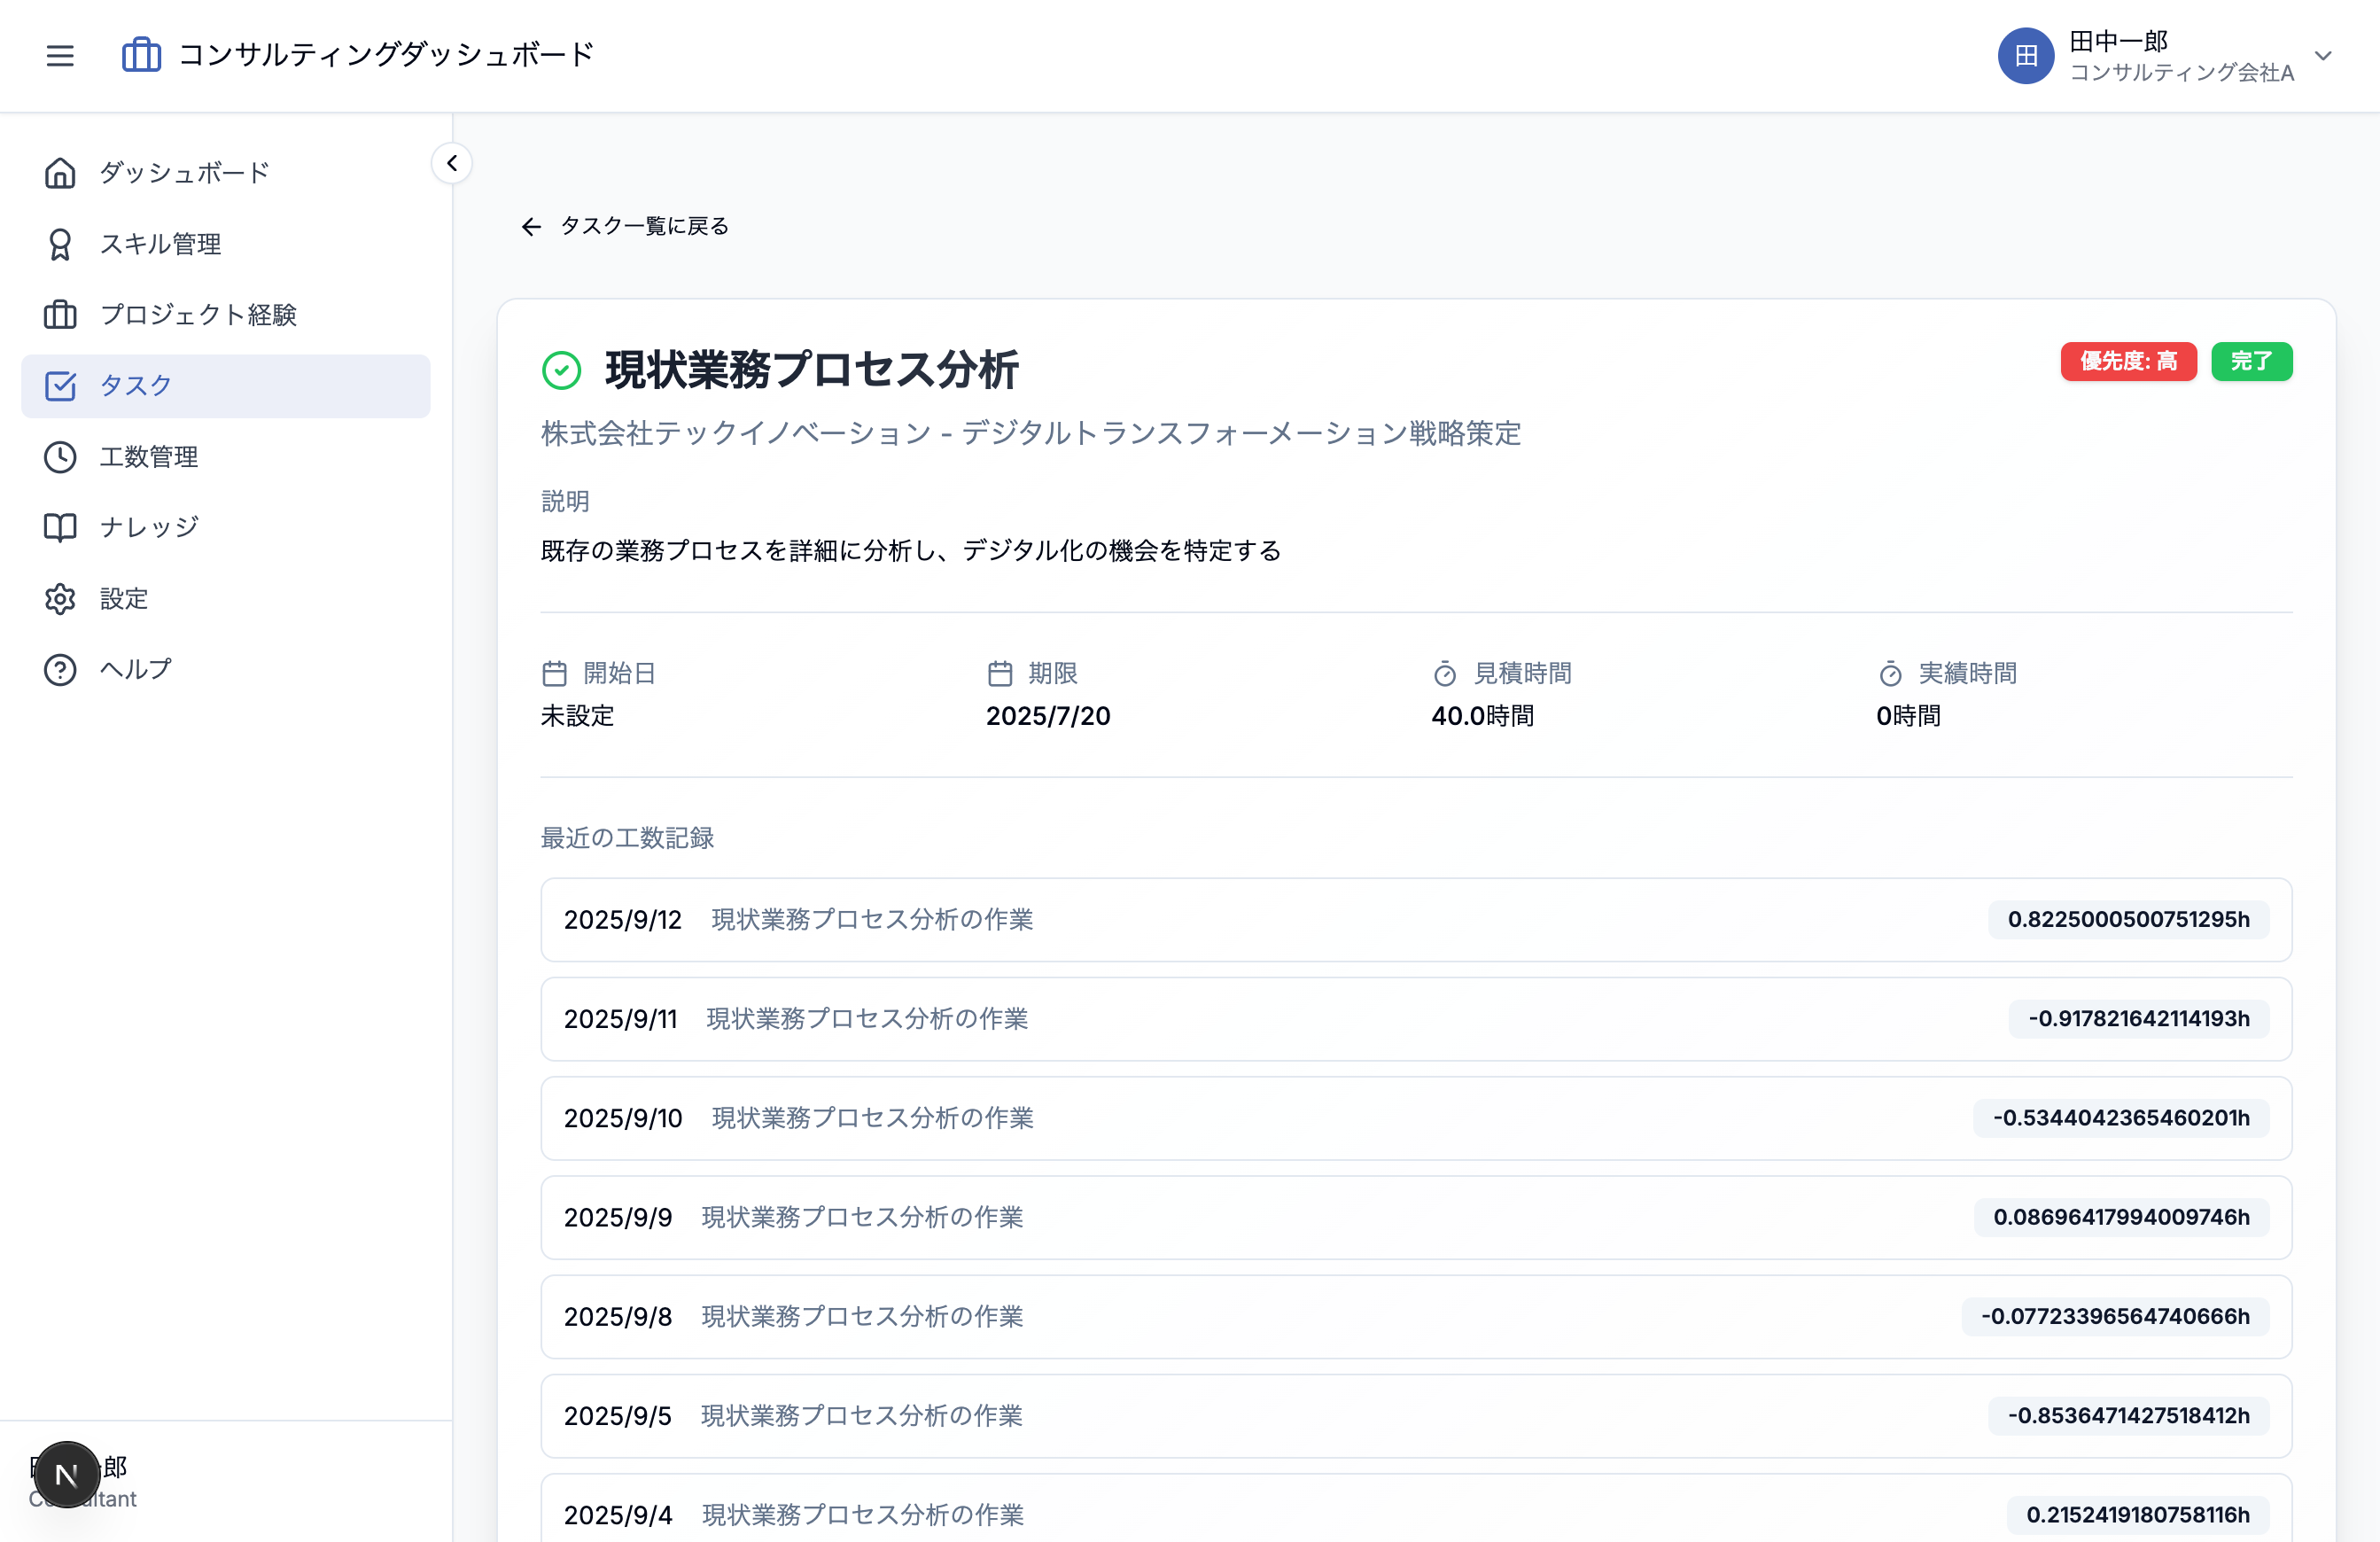 コンサルティングダッシュボード
田
田中一郎
コンサルティング会社A
ダッシュボード
スキル管理
プロジェクト経験
タスク
工数管理
ナレッジ
設定
ヘルプ
タスク一覧に戻る
現状業務プロセス分析
優先度: 高
完了
株式会社テックイノベーション - デジタルトランスフォーメーション戦略策定
説明
既存の業務プロセスを詳細に分析し、デジタル化の機会を特定する
開始日
未設定
期限
2025/7/20
見積時間
40.0時間
実績時間
0時間
最近の工数記録
2025/9/12 現状業務プロセス分析の作業 0.8225000500751295h
2025/9/11 現状業務プロセス分析の作業 -0.917821642114193h
2025/9/10 現状業務プロセス分析の作業 -0.5344042365460201h
2025/9/9 現状業務プロセス分析の作業 0.08696417994009746h
2025/9/8 現状業務プロセス分析の作業 -0.07723396564740666h
2025/9/5 現状業務プロセス分析の作業 -0.8536471427518412h
2025/9/4 現状業務プロセス分析の作業 0.2152419180758116h
N
郎